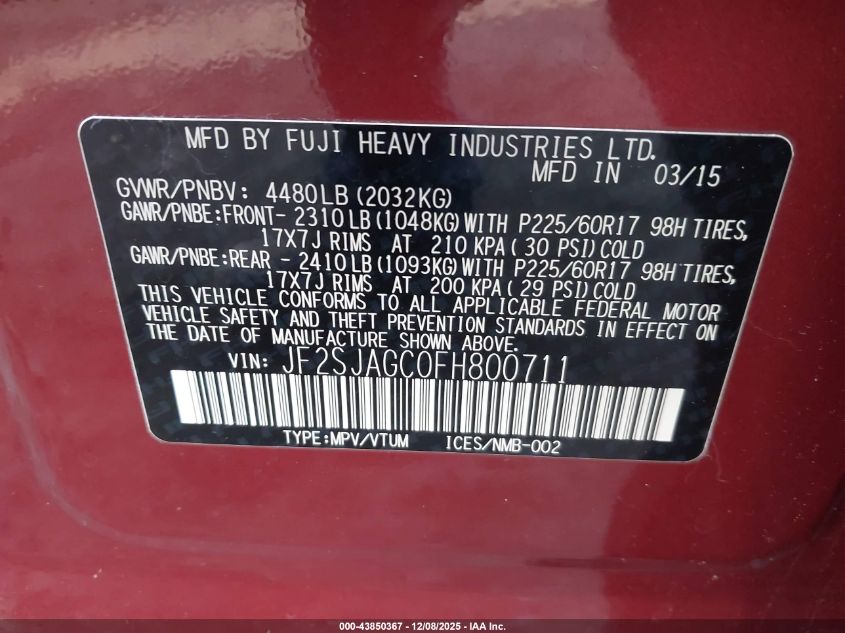 MFD BY FUJI HEAVY INDUSTRIES LTD.
MFD IN 03/15
GVWR/PNBV: 4480LB (2032KG)
GAWR/PNBE:FRONT- 2310LB (1048KG) WITH P225/60R17 98H TIRES,
17X7J RIMS AT 210 KPA ( 30 PSI) COLD
GAWR/PNBE:REAR - 2410LB (1093KG) WITH P225/60R17 98H TIRES,
17X7J RIMS AT 200 KPA ( 29 PSI) COLD
THIS VEHICLE CONFORMS TO ALL APPLICABLE FEDERAL MOTOR
VEHICLE SAFETY AND THEFT PREVENTION STANDARDS IN EFFECT ON
THE DATE OF MANUFACTURE SHOWN ABOVE.
VIN: JF2SJAGC0FH800711
TYPE:MPV/VTUM ICES/NMB-002
000-43850367 - 12/08/2025 - IAA Inc.